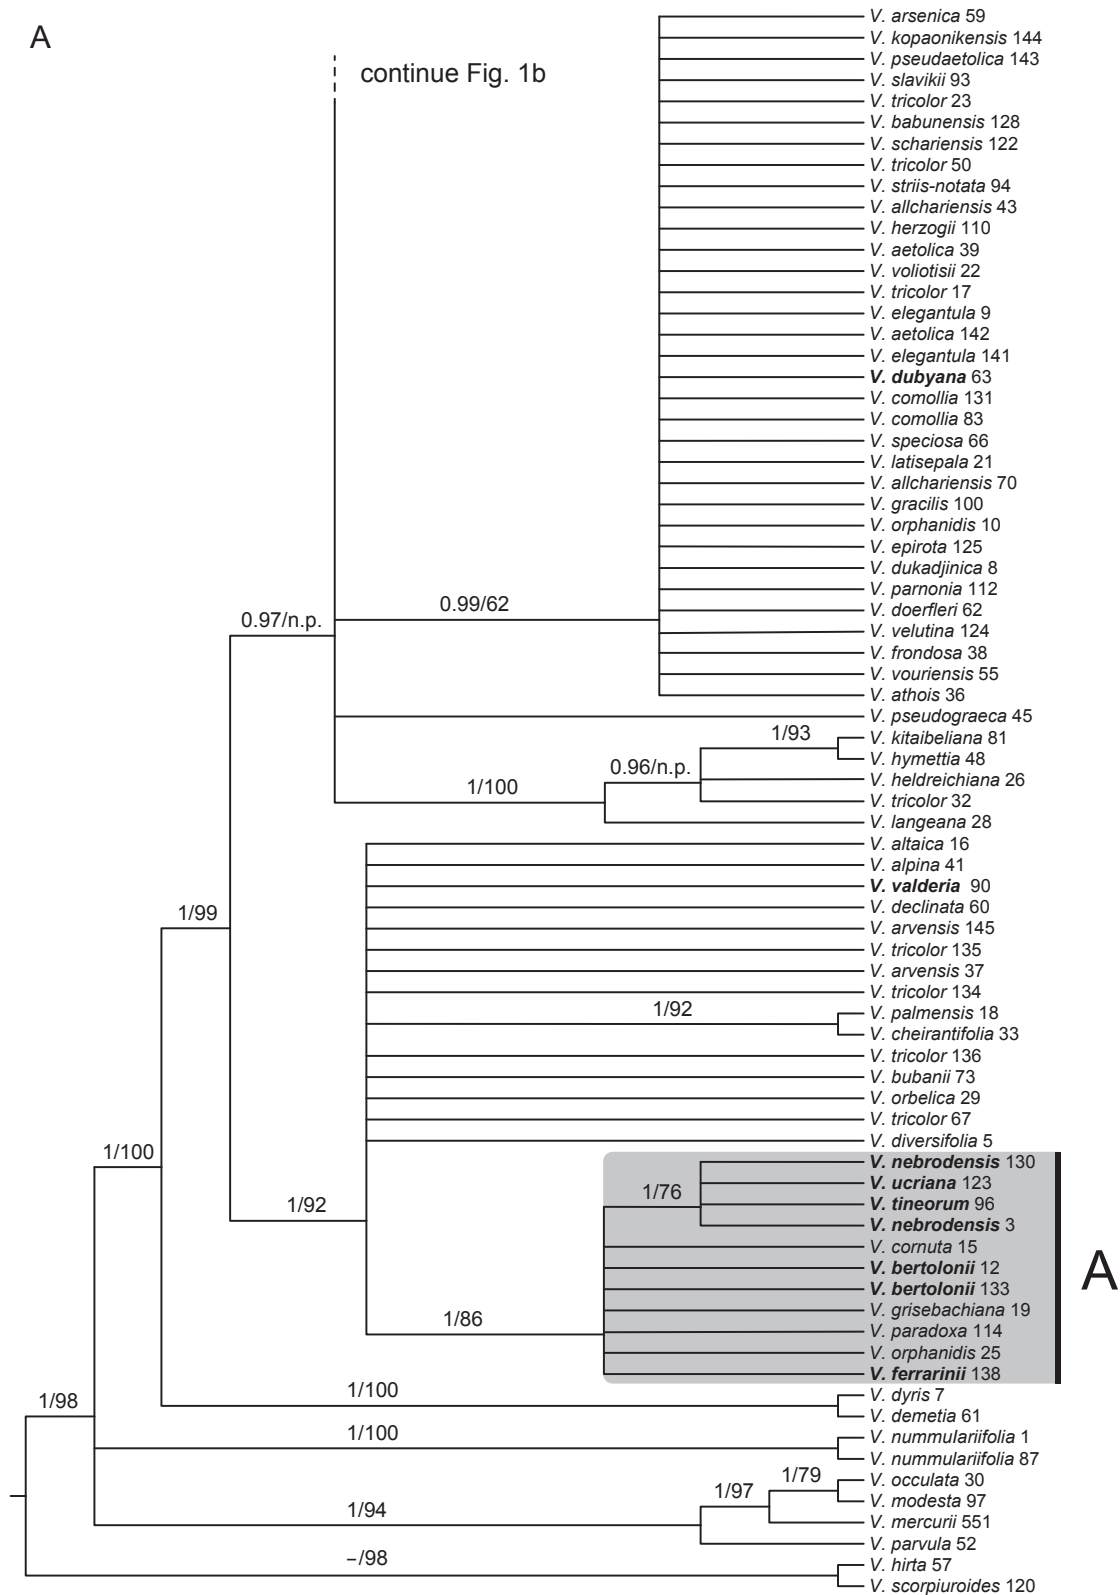 A
continue Fig. 1b
V. arsenica 59
V. kopaonikensis 144
V. pseudaetolica 143
V. slavikii 93
V. tricolor 23
V. babunensis 128
V. schariensis 122
V. tricolor 50
V. striis-notata 94
V. allchariensis 43
V. herzogii 110
V. aetolica 39
V. voliotisii 22
V. tricolor 17
V. elegantula 9
V. aetolica 142
V. elegantula 141
V. dubyana 63
V. comollia 131
V. comollia 83
V. speciosa 66
V. latisepala 21
V. allchariensis 70
V. gracilis 100
V. orphanidis 10
V. epirota 125
V. dukadjinica 8
V. parnonia 112
V. doerfleri 62
V. velutina 124
V. frondosa 38
V. vouriensis 55
V. athois 36
0.99/62
0.97/n.p.
V. pseudograeca 45
1/93
V. kitaibeliana 81
V. hymettia 48
0.96/n.p.
V. heldreichiana 26
1/100
V. tricolor 32
V. langeana 28
V. altaica 16
V. alpina 41
V. valderia 90
V. declinata 60
1/99
V. arvensis 145
V. tricolor 135
V. arvensis 37
V. tricolor 134
1/92
V. palmensis 18
V. cheirantifolia 33
V. tricolor 136
V. bubanii 73
V. orbelica 29
V. tricolor 67
V. diversifolia 5
1/100
V. nebrodensis 130
1/76
V. ucriana 123
1/92
V. tineorum 96
V. nebrodensis 3
V. cornuta 15
V. bertolonii 12
A
V. bertolonii 133
V. grisebachiana 19
1/86
V. paradoxa 114
V. orphanidis 25
V. ferrarinii 138
1/100
V. dyris 7
1/98
V. demetia 61
1/100
V. nummulariifolia 1
V. nummulariifolia 87
1/79
V. occulata 30
1/97
V. modesta 97
1/94
V. mercurii 551
V. parvula 52
–/98
V. hirta 57
V. scorpiuroides 120